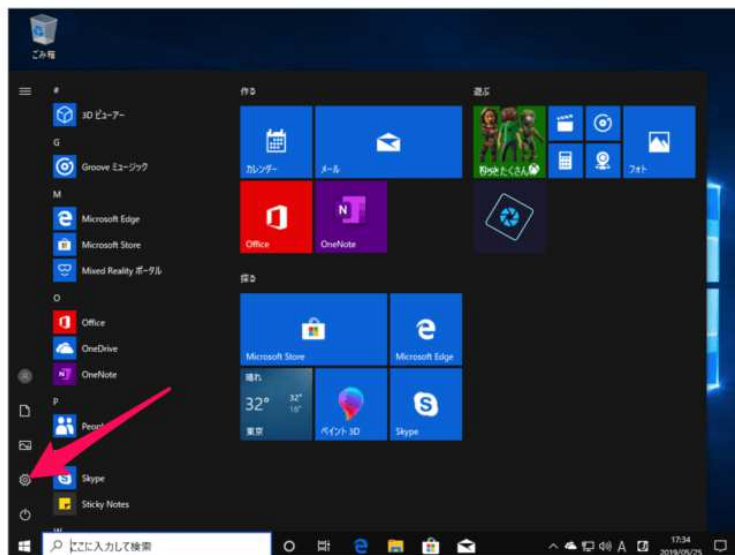 ごみ箱
#
3D ビューアー
G
Groove ミュージック
M
Microsoft Edge
Microsoft Store
Mixed Reality ポータル
O
Office
OneDrive
OneNote
P
Skype
Sticky Notes
W
作る
カレンダー
メール
Office
OneNote
探る
Microsoft Store
Microsoft Edge
晴れ
32°
32°
東京
ペイント 3D
Skype
遊ぶ
フォト
ここに入力して検索
A
17:34
2019/05/25